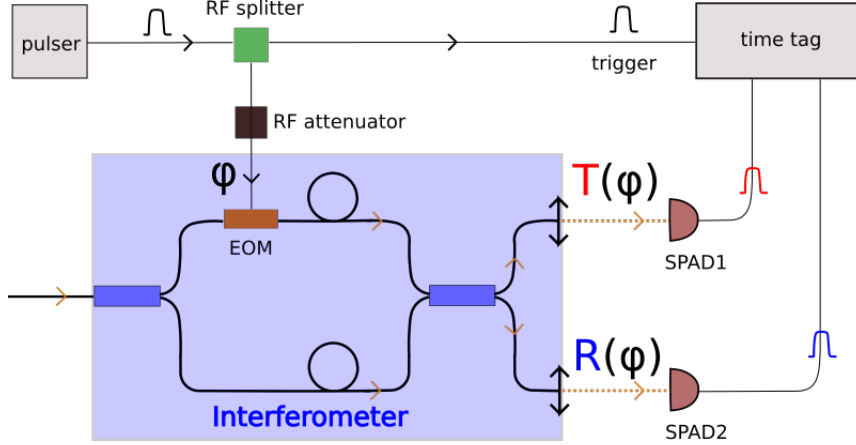 RF splitter
pulser
time tag
trigger
RF attenuator
φ
T(φ)
EOM
SPAD1
R(φ)
Interferometer
SPAD2